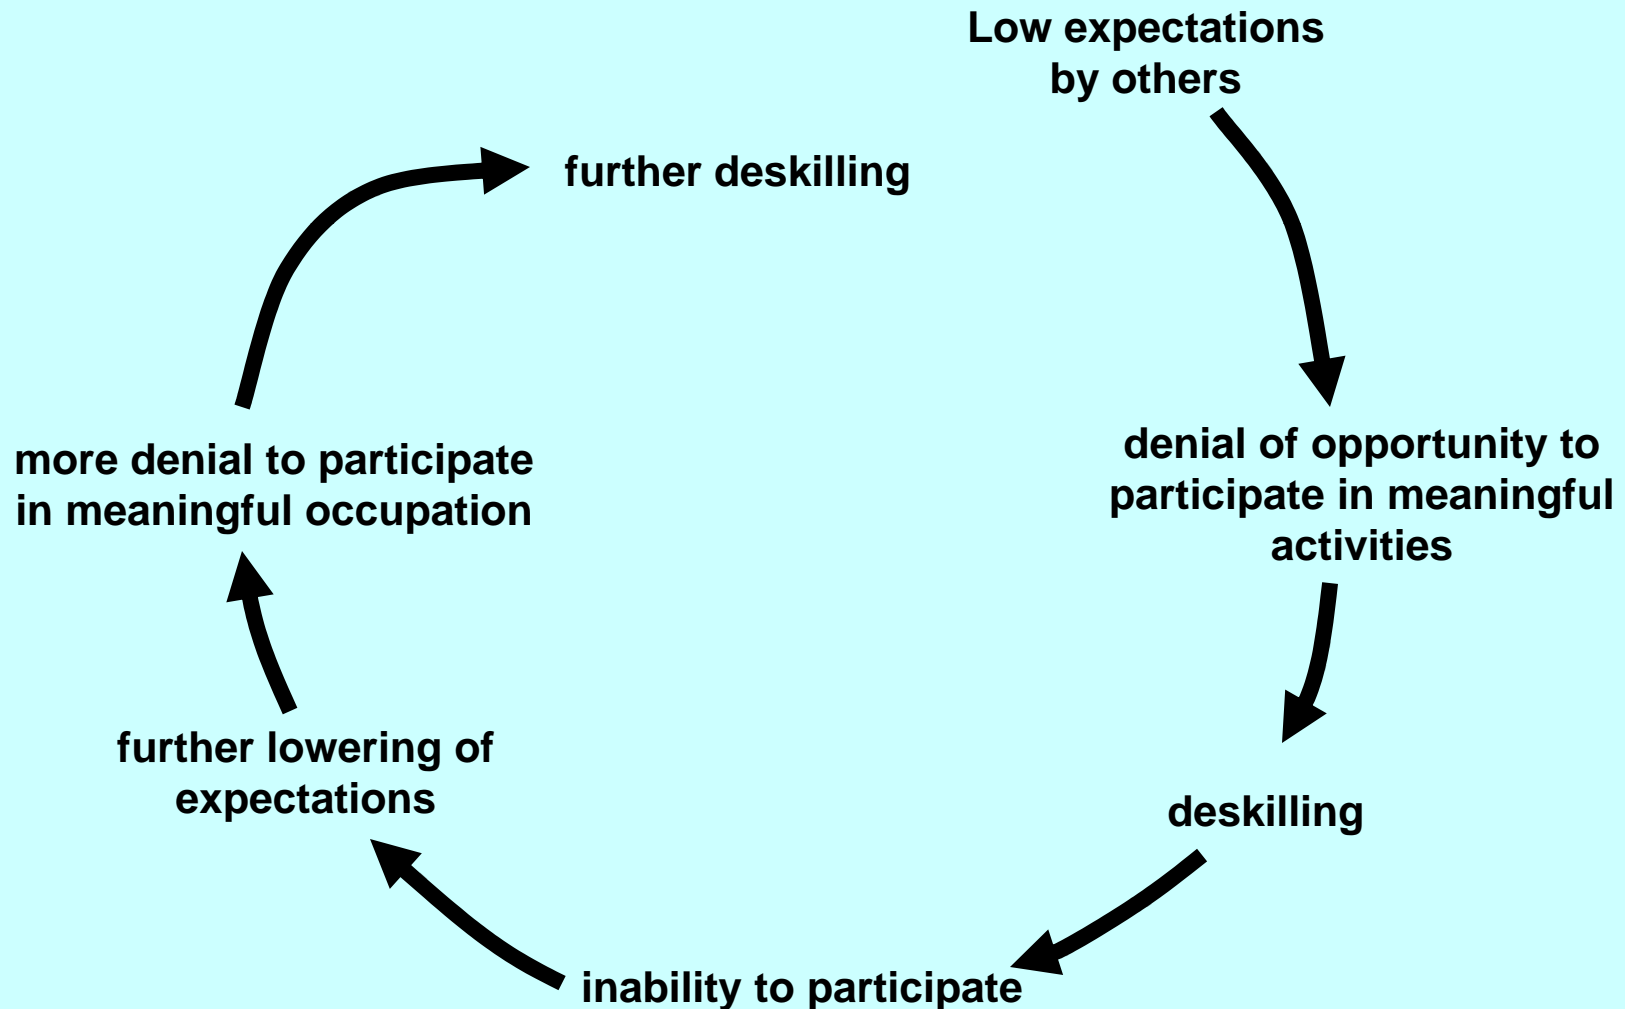 Low expectations
by others
denial of opportunity to
participate in meaningful
activities
deskilling
inability to participate
further lowering of
expectations
more denial to participate
in meaningful occupation
further deskilling